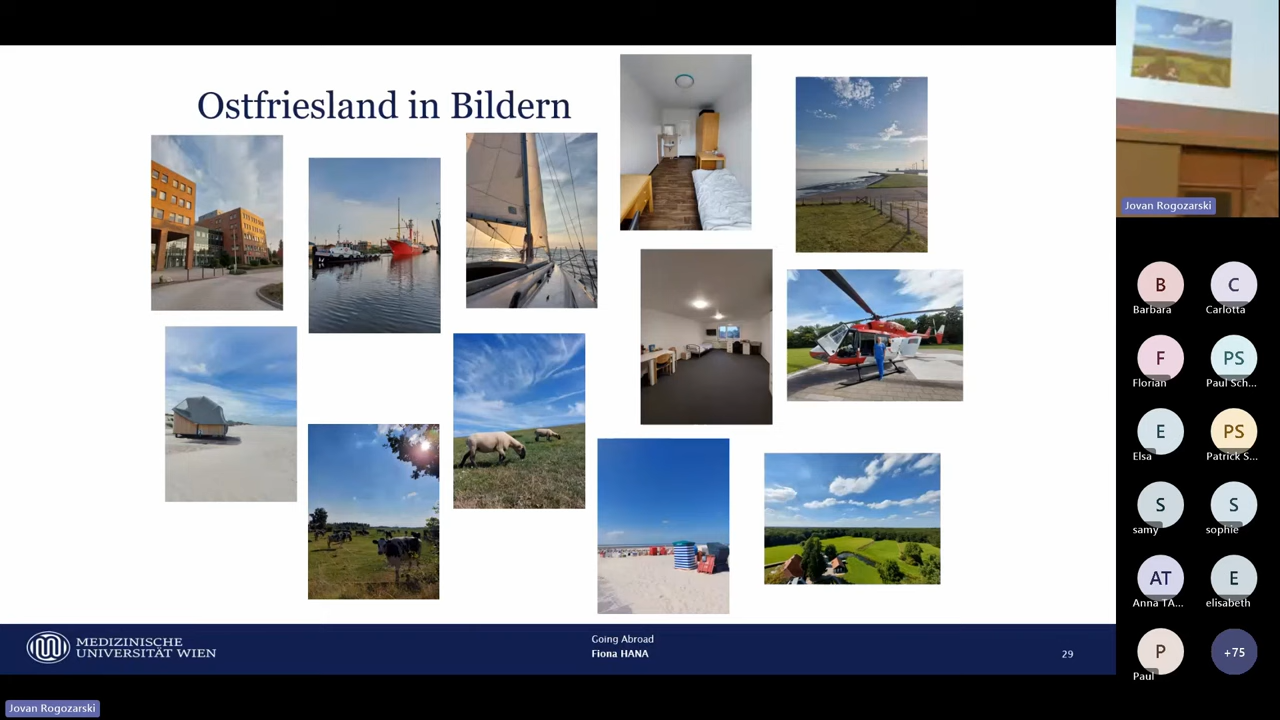 Ostfriesland in Bildern
MEDIZINISCHE
UNIVERSITÄT WIEN
Going Abroad
Fiona HANA
29
Jovan Rogozarski
Jovan Rogozarski
B
Barbara
C
Carlotta
F
Florian
PS
Paul Sch...
E
Elsa
PS
Patrick S...
S
samy
S
sophie
AT
Anna TA...
E
elisabeth
P
Paul
+75